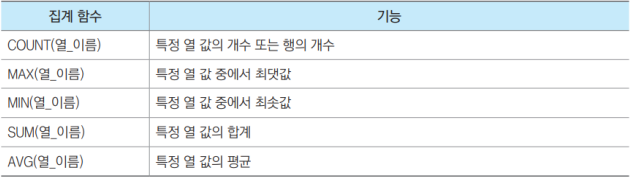 집계 함수 기능
COUNT(열_이름) 특정 열 값의 개수 또는 행의 개수
MAX(열_이름) 특정 열 값 중에서 최댓값
MIN(열_이름) 특정 열 값 중에서 최솟값
SUM(열_이름) 특정 열 값의 합계
AVG(열_이름) 특정 열 값의 평균